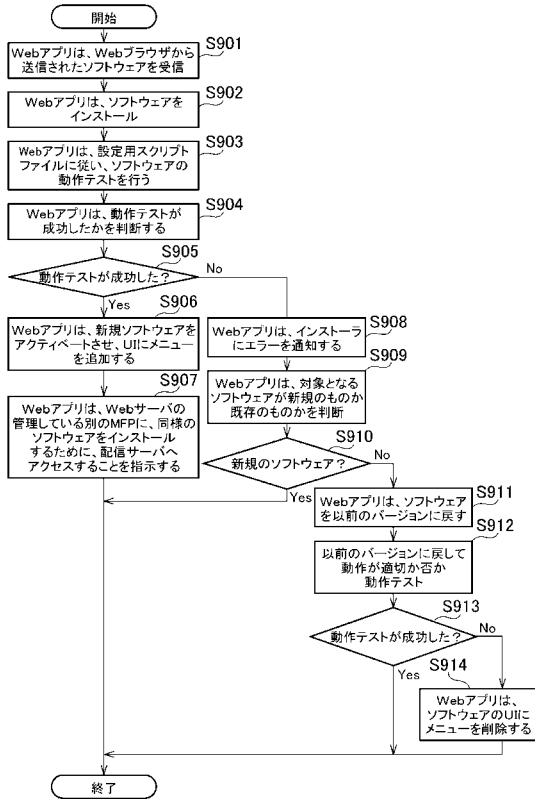 開始
S901
Webアプリは、Webブラウザから
送信されたソフトウェアを受信
S902
Webアプリは、ソフトウェアを
インストール
S903
Webアプリは、設定用スクリプト
ファイルに従い、ソフトウェアの
動作テストを行う
S904
Webアプリは、動作テストが
成功したかを判断する
S905
動作テストが成功した?
No
Yes
S906
Webアプリは、新規ソフトウェアを
アクティベートさせ、UIにメニュー
を追加する
S907
Webアプリは、Webサーバの
管理している別のMFPに、同様の
ソフトウェアをインストール
するために、配信サーバへ
アクセスすることを指示する
S908
Webアプリは、インストーラ
にエラーを通知する
S909
Webアプリは、対象となる
ソフトウェアが新規のものか
既存のものかを判断
S910
新規のソフトウェア?
No
Yes
S911
Webアプリは、ソフトウェア
を以前のバージョンに戻す
S912
以前のバージョンに戻して
動作が適切か否か
動作テスト
S913
動作テストが成功した?
No
Yes
S914
Webアプリは、
ソフトウェアのUIに
メニューを削除する
終了